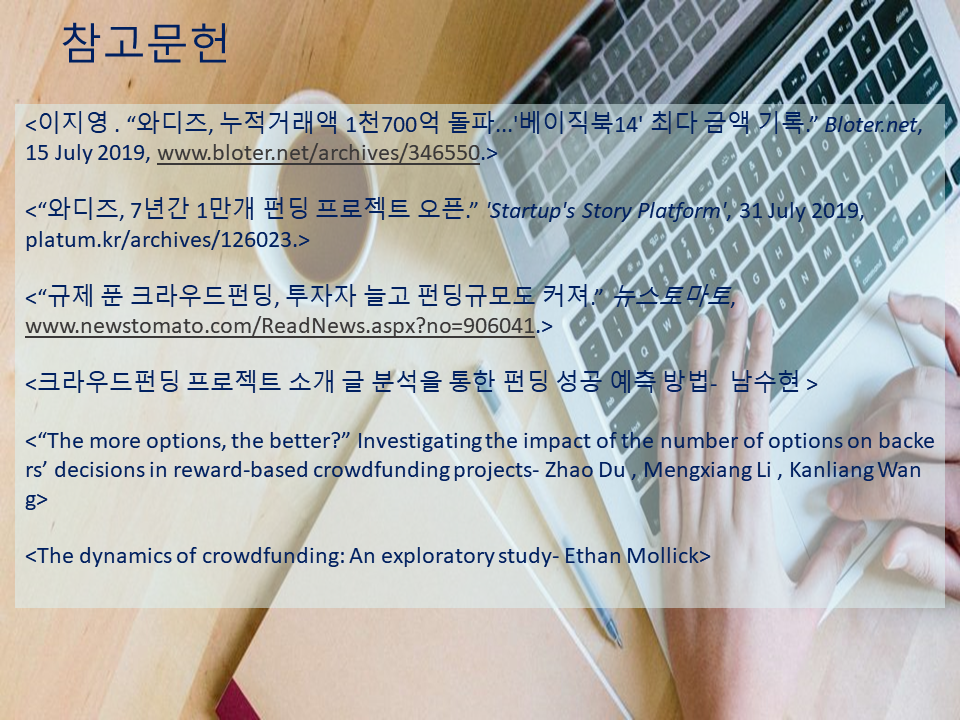 참고문헌
<이지영 . “와디즈, 누적거래액 1천700억 돌파...'베이직북14' 최다 금액 기록.” Bloter.net,
15 July 2019, www.bloter.net/archives/346550.>
<“와디즈, 7년간 1만개 펀딩 프로젝트 오픈.” 'Startup's Story Platform', 31 July 2019,
platum.kr/archives/126023.>
<“규제 푼 크라우드펀딩, 투자자 늘고 펀딩규모도 커져.” 뉴스토마토,
www.newstomato.com/ReadNews.aspx?no=906041.>
<크라우드펀딩 프로젝트 소개 글 분석을 통한 펀딩 성공 예측 방법- 남수현 >
<“The more options, the better?” Investigating the impact of the number of options on backe
rs’ decisions in reward-based crowdfunding projects- Zhao Du , Mengxiang Li , Kanliang Wan
g>
<The dynamics of crowdfunding: An exploratory study- Ethan Mollick>